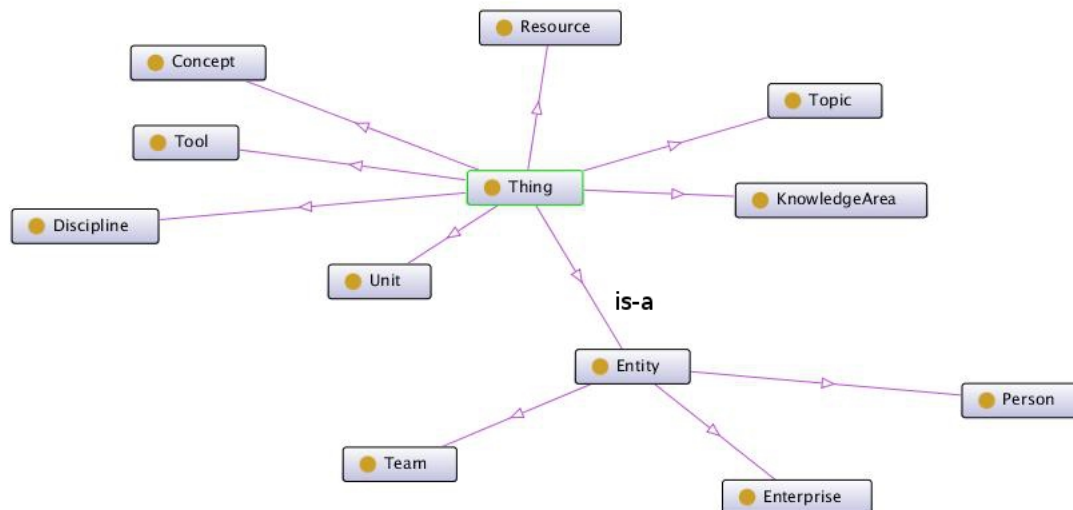 Resource
Concept
Topic
Tool
Thing
KnowledgeArea
Discipline
Unit
is-a
Entity
Person
Team
Enterprise